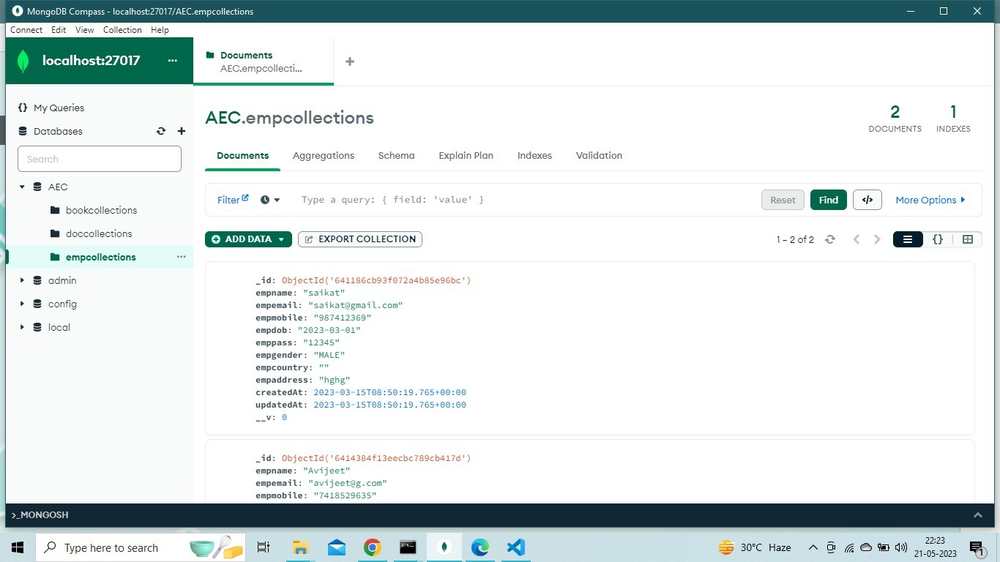 MongoDB Compass - localhost:27017/AEC.empcollections
Connect Edit View Collection Help
localhost:27017 ...
Documents
AEC.empcollecti...
My Queries
Databases
Search
AEC
bookcollections
doccollections
empcollections
admin
config
local
AEC.empcollections
2
DOCUMENTS
1
INDEXES
Documents Aggregations Schema Explain Plan Indexes Validation
Filter Type a query: { field: 'value' } Reset Find </> More Options
ADD DATA EXPORT COLLECTION 1 – 2 of 2 {}
_id: ObjectId('641186cb93f072a4b85e96bc')
empname: "saikat"
empemail: "saikat@gmail.com"
empmobile: "987412369"
empdob: "2023-03-01"
emppass: "12345"
empgender: "MALE"
empcountry: ""
empaddress: "hghg"
createdAt: 2023-03-15T08:50:19.765+00:00
updatedAt: 2023-03-15T08:50:19.765+00:00
__v: 0
_id: ObjectId('6414384f13eecbc789cb417d')
empname: "Avijeet"
empemail: "avijeet@g.com"
empmobile: "7418529635"
>_MONGOSH
Type here to search
30°C Haze
22:23
21-05-2023
1